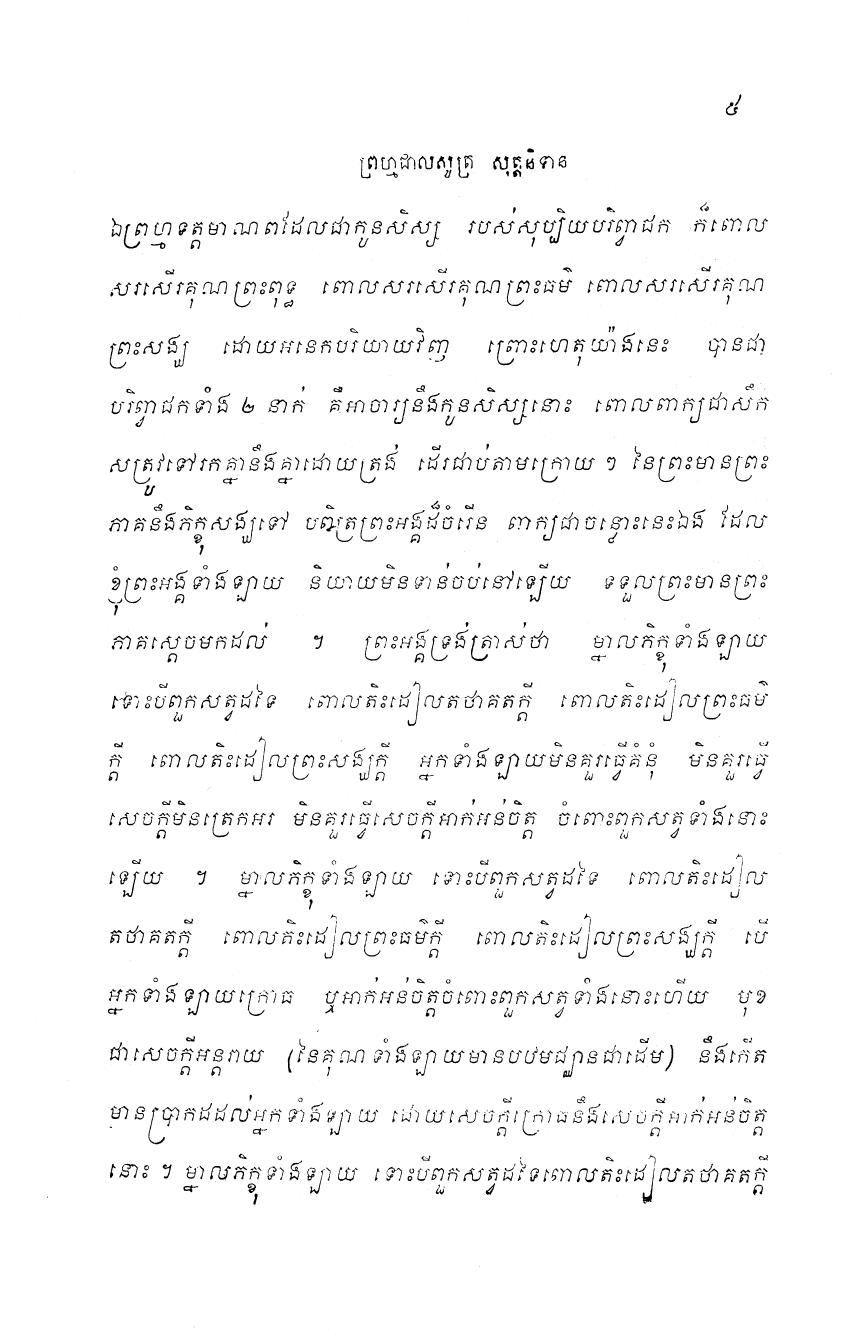 ៥
ព្រហ្មជាលសូត្រ សុត្តនិទាន
ឯព្រហ្មទត្តមាណពដែលជាកូនសិស្ស របស់សុប្បិយបរិព្វាជក ក៏ពោល
សរសើរគុណព្រះពុទ្ធ ពោលសរសើរគុណព្រះធម៌ ពោលសរសើរគុណ
ព្រះសង្ឃ ដោយអនេកបរិយាយវិញ ព្រោះហេតុយ៉ាងនេះ បានជា
បរិព្វាជកទាំង ២ នាក់ គឺអាចារ្យនឹងកូនសិស្សនោះ ពោលពាក្យជាសឹក
សត្រូវទៅរកគ្នានឹងគ្នាដោយត្រង់ ដើរជាប់តាមក្រោយ ៗ នៃព្រះមានព្រះ
ភាគនឹងភិក្ខុសង្ឃទៅ បណ្ឌិត្រព្រះអង្គដ៏ចំរើន ពាក្យជាចន្លោះនេះឯង ដែល
ខ្ញុំព្រះអង្គទាំងឡាយ និយាយមិនទាន់ចប់នៅឡើយ ទទួលព្រះមានព្រះ
ភាគស្តេចមកដល់ ។ ព្រះអង្គទ្រង់ត្រាស់ថា ម្នាលភិក្ខុទាំងឡាយ
ទោះបីពួកសត្វដទៃ ពោលតិះដៀលតថាគតក្តី ពោលតិះដៀលព្រះធម៌
ក្តី ពោលតិះដៀលព្រះសង្ឃក្តី អ្នកទាំងឡាយមិនគួរធ្វើគំនុំ មិនគួរធ្វើ
សេចក្តីមិនត្រេកអរ មិនគួរធ្វើសេចក្តីអាក់អន់ចិត្ត ចំពោះពួកសត្វទាំងនោះ
ឡើយ ។ ម្នាលភិក្ខុទាំងឡាយ ទោះបីពួកសត្វដទៃ ពោលតិះដៀល
តថាគតក្តី ពោលតិះដៀលព្រះធម៌ក្តី ពោលតិះដៀលព្រះសង្ឃក្តី បើ
អ្នកទាំងឡាយក្រោធ ឬអាក់អន់ចិត្តចំពោះពួកសត្វទាំងនោះហើយ មុខ
ជាសេចក្តីអន្តរាយ (នៃគុណទាំងឡាយមានបឋមជ្ឈានជាដើម) នឹងកើត
មានប្រាកដដល់អ្នកទាំងឡាយ ដោយសេចក្តីក្រោធនឹងសេចក្តីអាក់អន់ចិត្ត
នោះ ។ ម្នាលភិក្ខុទាំងឡាយ ទោះបីពួកសត្វដទៃពោលតិះដៀលតថាគតក្តី